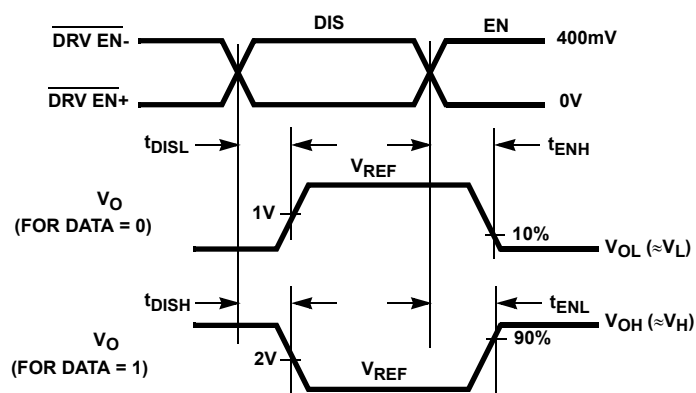 DRV EN-
DIS
EN
400mV
DRV EN+
0V
tDISL
VREF
tENH
VO
(FOR DATA = 0)
1V
10%
VOL (≈VL)
tDISH
tENL
VO
(FOR DATA = 1)
2V
VREF
90%
VOH (≈VH)